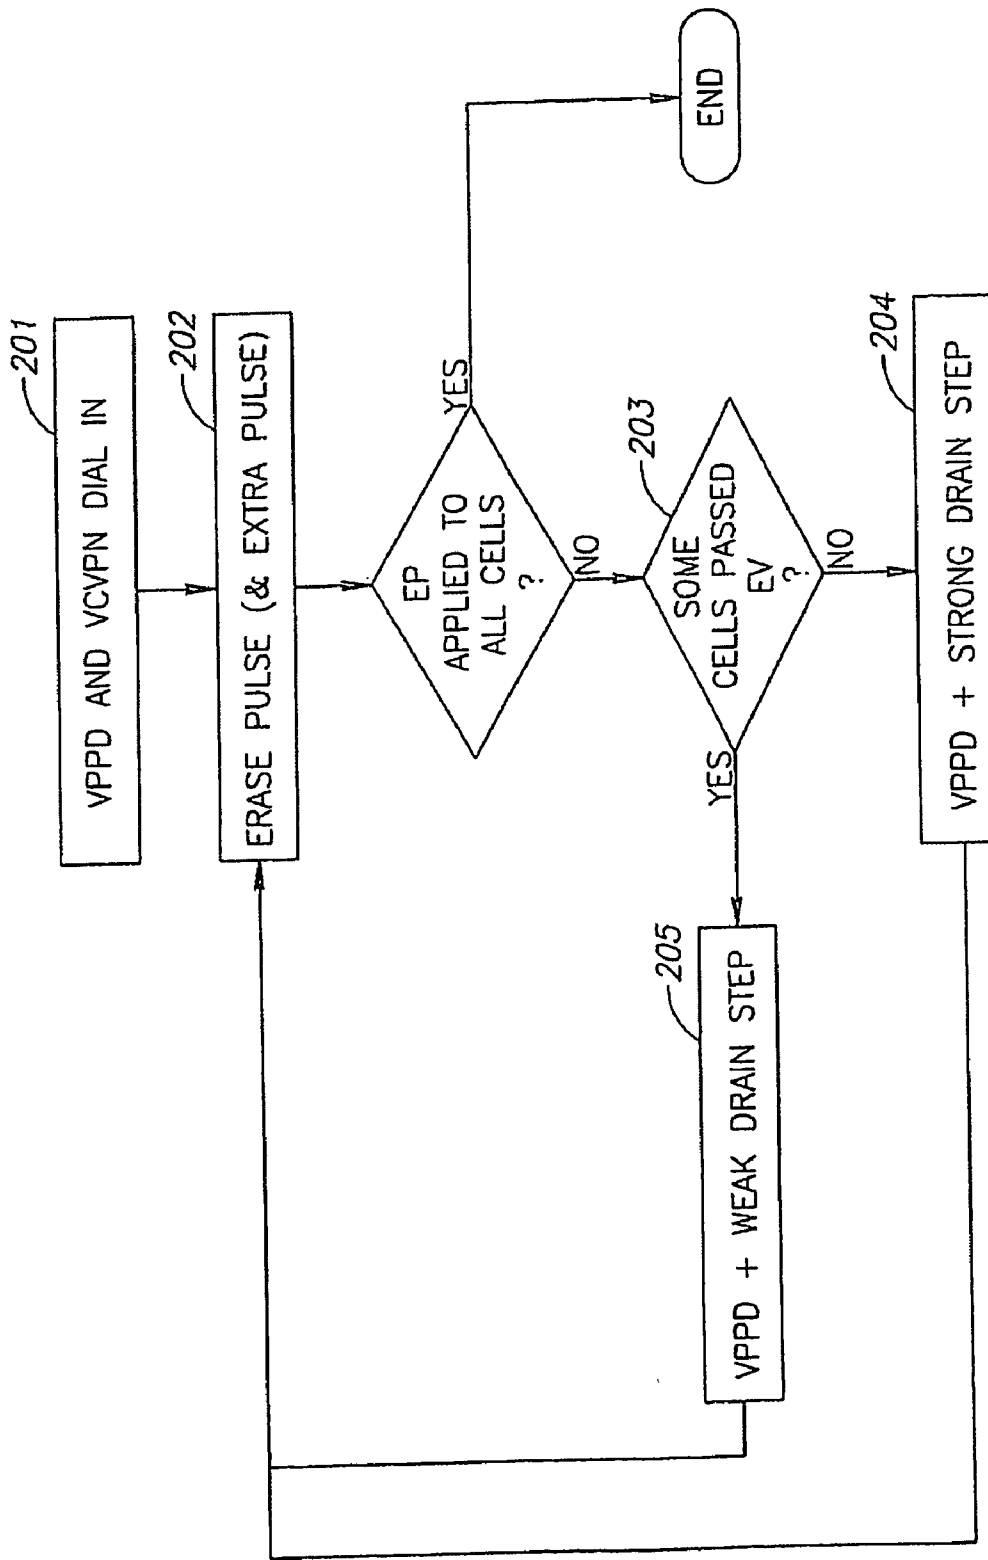 201
VPPD AND VCVPN DIAL IN
202
ERASE PULSE (& EXTRA PULSE)
EP
APPLIED TO
ALL CELLS
?
YES
NO
END
203
SOME
CELLS PASSED
EV
?
YES
NO
205
VPPD + WEAK DRAIN STEP
204
VPPD + STRONG DRAIN STEP